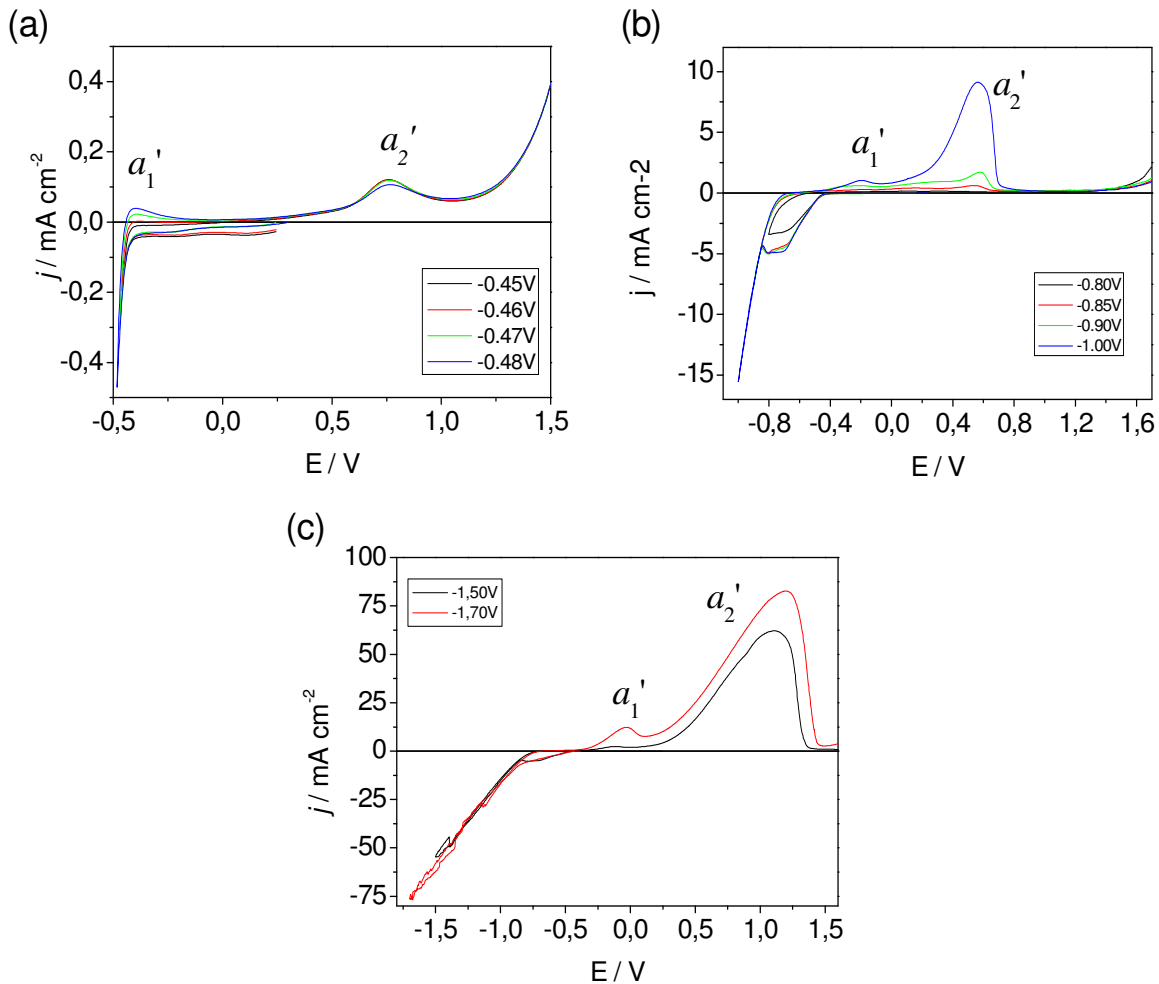 (a)
0,4
0,2
0,0
-0,2
-0,4
j / mA cm-2
a1'
a2'
-0.45V
-0.46V
-0.47V
-0.48V
-0,5 0,0 0,5 1,0 1,5
E / V
(b)
10
5
0
-5
-10
-15
j / mA cm-2
a1'
a2'
-0.80V
-0.85V
-0.90V
-1.00V
-0,8 -0,4 0,0 0,4 0,8 1,2 1,6
E / V
(c)
100
75
50
25
0
-25
-50
-75
j / mA cm-2
-1,50V
-1,70V
a1'
a2'
-1,5 -1,0 -0,5 0,0 0,5 1,0 1,5
E / V